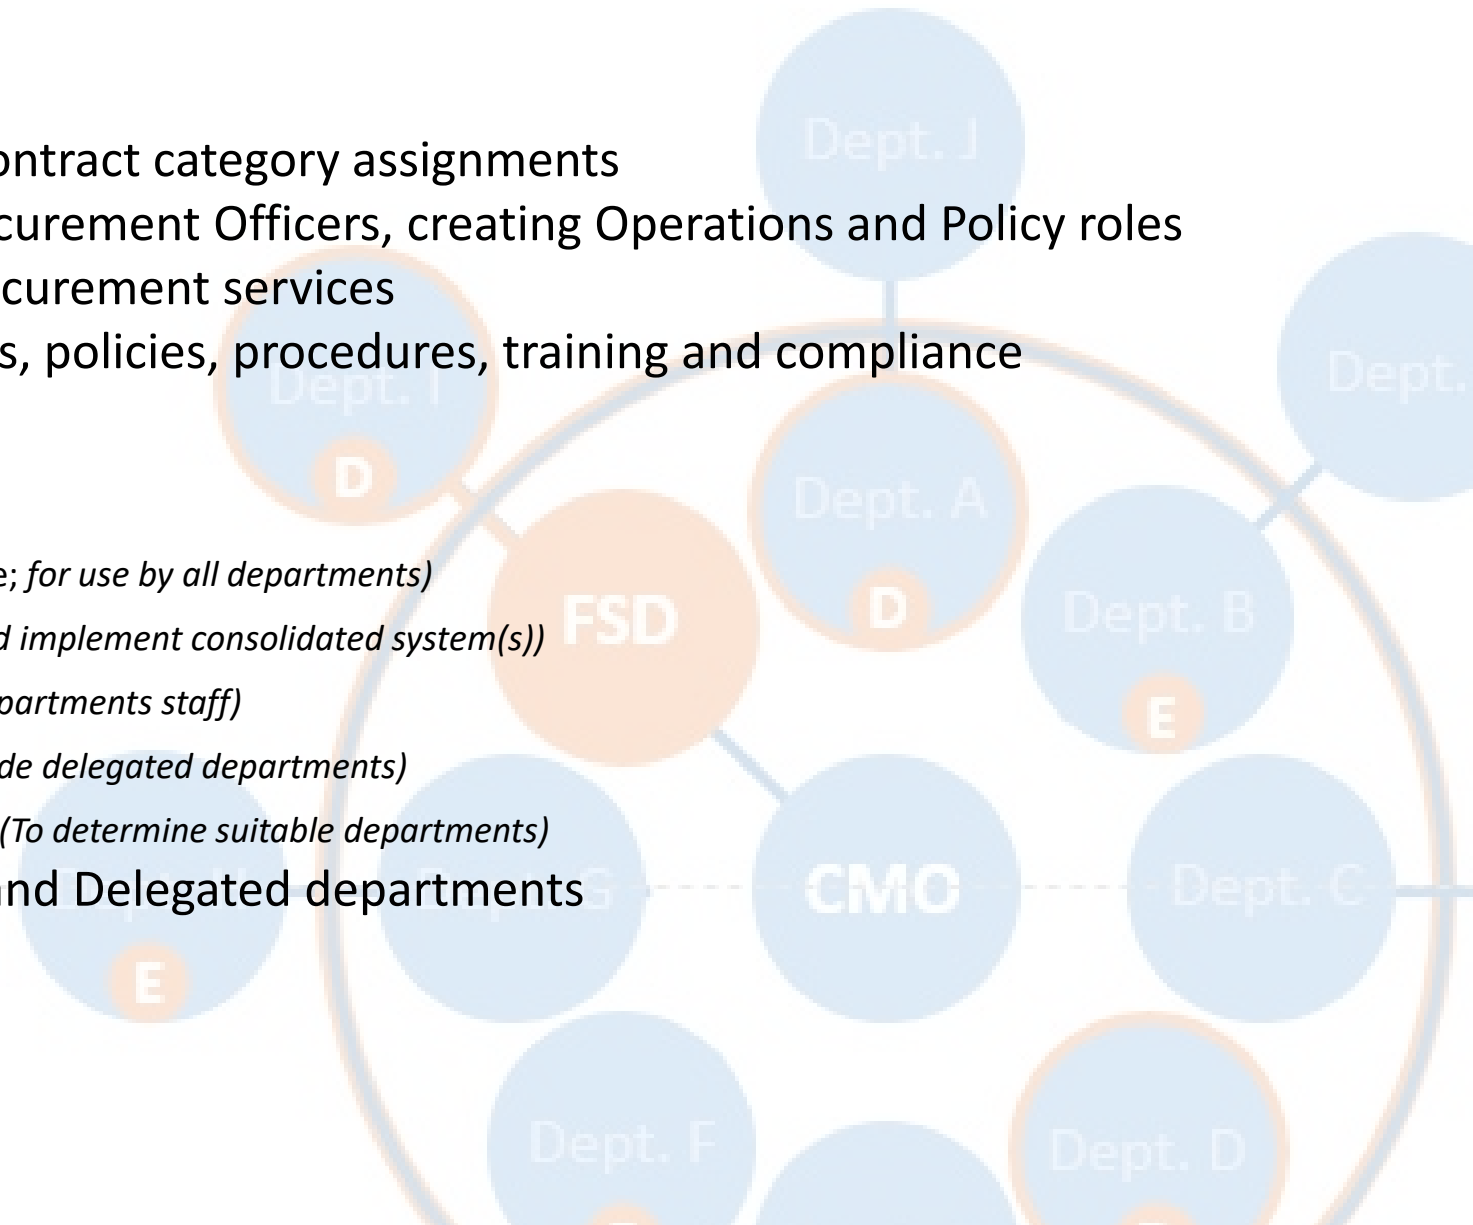 Dept. J
ontract category assignments
curement Officers, creating Operations and Policy roles
curement services
s, policies, procedures, training and compliance
Dept.
Dept. I
D
Dept. A
D
e; for use by all departments)
FSD
Dept. B
d implement consolidated system(s))
partments staff)
E
de delegated departments)
(To determine suitable departments)
nd Delegated departments
G
CMO
Dept. C
E
Dept. F
Dept. D